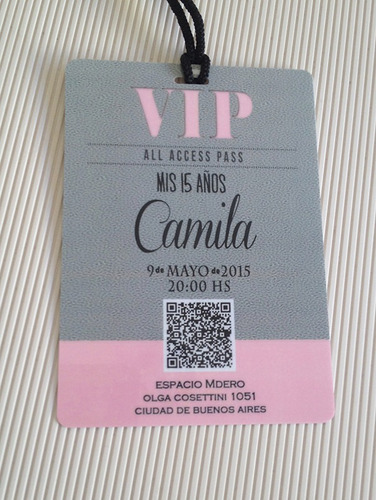 VIP
ALL ACCESS PASS
MIS 15 AÑOS
Camila
9 de MAYO de 2015
20:00 HS
ESPACIO MDERO
OLGA COSETTINI 1051
CIUDAD DE BUENOS AIRES